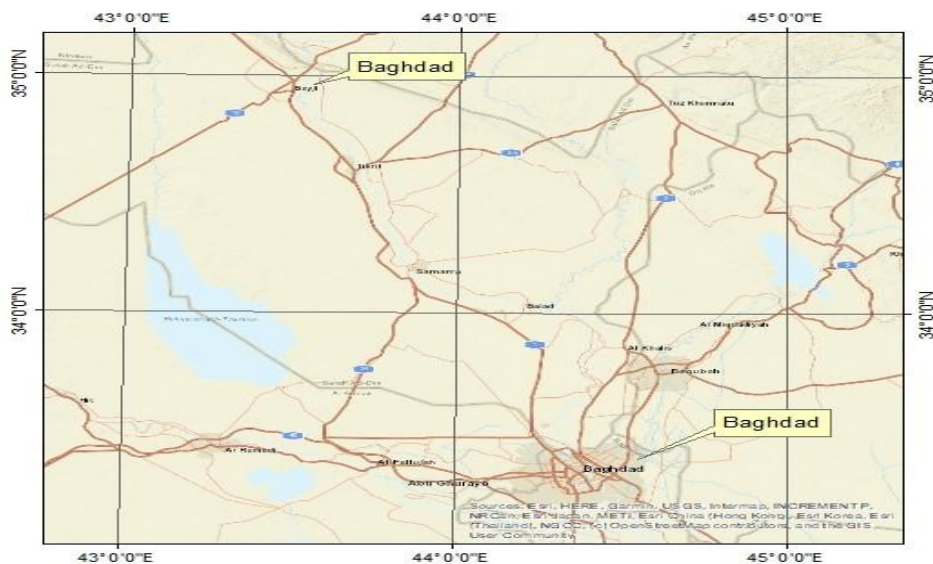 43°0'0"E 44°0'0"E 45°0'0"E
35°0'0"N 35°0'0"N
Baghdad
Bayji
Tuz Khurmatu
Tikrit
Samarra
Balad
34°0'0"N 34°0'0"N
Al Miqdadiyah
Al Khalis
Baqubah
Hit
Baghdad
Ar Ramadi
Al Fallujah
Baghdad
Abu Ghurayb
Sources: Esri, HERE, Garmin, USGS, Intermap, INCREMENT P,
NRCan, Esri Japan, METI, Esri China (Hong Kong), Esri Korea, Esri
(Thailand), NGCC, (c) OpenStreetMap contributors, and the GIS
User Community
43°0'0"E 44°0'0"E 45°0'0"E